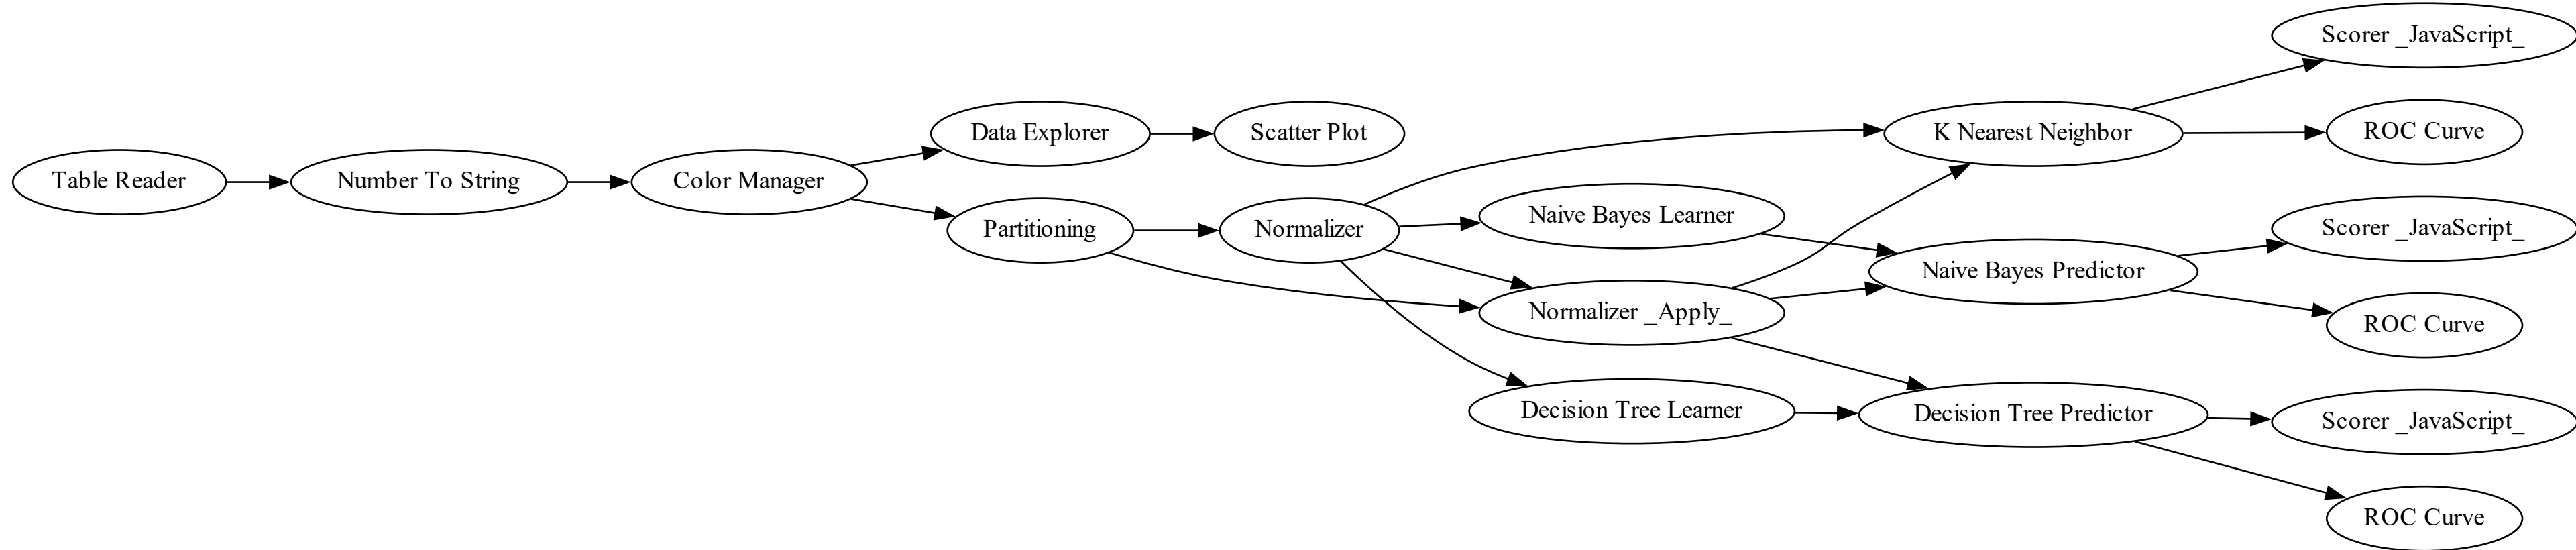 Table Reader
Number To String
Color Manager
Data Explorer
Scatter Plot
Partitioning
Normalizer
Naive Bayes Learner
Normalizer _Apply_
Decision Tree Learner
K Nearest Neighbor
Naive Bayes Predictor
Decision Tree Predictor
Scorer _JavaScript_
ROC Curve
Scorer _JavaScript_
ROC Curve
Scorer _JavaScript_
ROC Curve